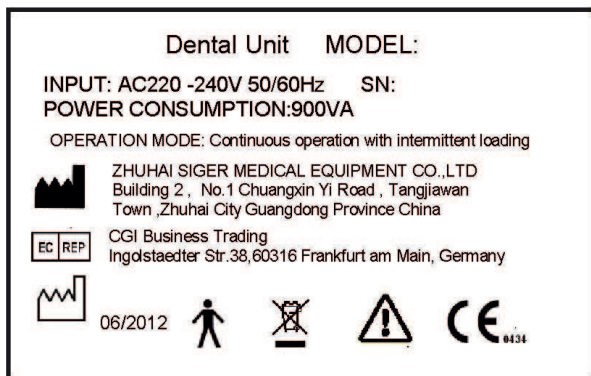 Dental Unit MODEL:
INPUT: AC220 -240V 50/60Hz SN:
POWER CONSUMPTION:900VA
OPERATION MODE: Continuous operation with intermittent loading
ZHUHAI SIGER MEDICAL EQUIPMENT CO.,LTD
Building 2 , No.1 Chuangxin Yi Road , Tangjiawan
Town ,Zhuhai City Guangdong Province China
EC REP
CGI Business Trading
Ingolstaedter Str.38,60316 Frankfurt am Main, Germany
06/2012
CE 0434